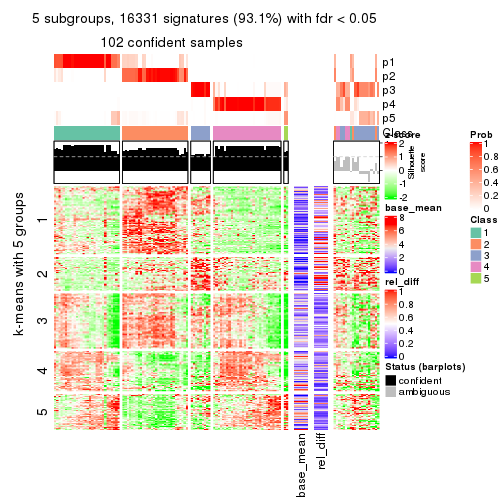 5 subgroups, 16331 signatures (93.1%) with fdr < 0.05
102 confident samples
p1
p2
p3
p4
p5
Class
Silhouette
score
2
1
0
k-means with 5 groups
1
2
3
4
5
base_mean
rel_diff
z-score
2
1
0
-1
-2
base_mean
8
6
4
2
0
rel_diff
1
0.8
0.6
0.4
0.2
0
Status (barplots)
confident
ambiguous
Prob
1
0.8
0.6
0.4
0.2
0
Class
1
2
3
4
5